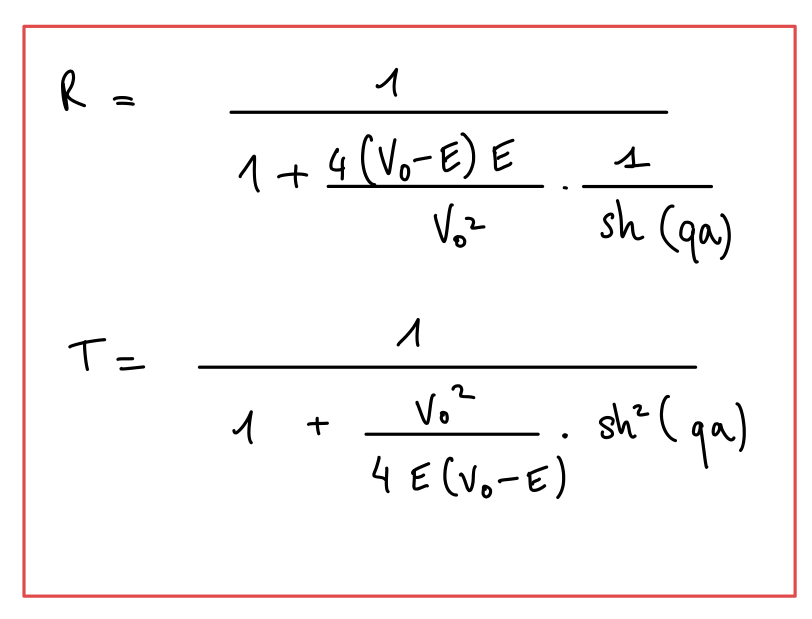 R = 1 / (1 + (4(V₀-E)E / V₀²) · (1 / sh(qa)))
T = 1 / (1 + (V₀² / 4E(V₀-E)) · sh²(qa))